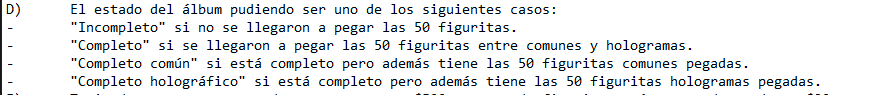 D) El estado del álbum pudiendo ser uno de los siguientes casos:
- "Incompleto" si no se llegaron a pegar las 50 figuritas.
- "Completo" si se llegaron a pegar las 50 figuritas entre comunes y hologramas.
- "Completo común" si está completo pero además tiene las 50 figuritas comunes pegadas.
- "Completo holográfico" si está completo pero además tiene las 50 figuritas hologramas pegadas.